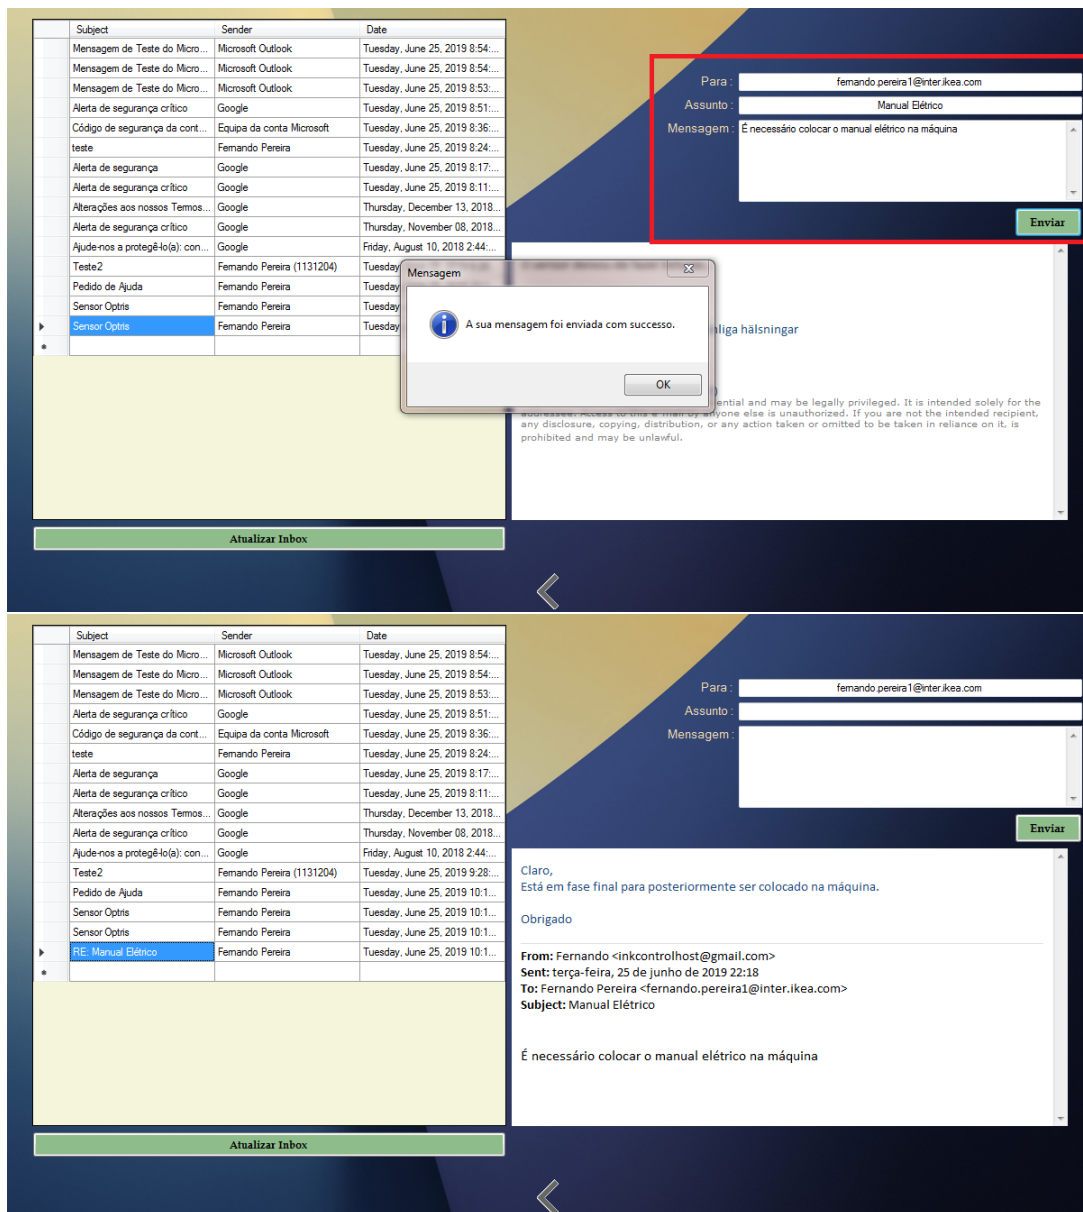 Subject Sender Date
Mensagem de Teste do Micro... Microsoft Outlook Tuesday, June 25, 2019 8:54:...
Mensagem de Teste do Micro... Microsoft Outlook Tuesday, June 25, 2019 8:54:...
Mensagem de Teste do Micro... Microsoft Outlook Tuesday, June 25, 2019 8:53:...
Alerta de segurança crítico Google Tuesday, June 25, 2019 8:51:...
Código de segurança da cont... Equipa da conta Microsoft Tuesday, June 25, 2019 8:36:...
teste Fernando Pereira Tuesday, June 25, 2019 8:24:...
Alerta de segurança Google Tuesday, June 25, 2019 8:17:...
Alerta de segurança crítico Google Tuesday, June 25, 2019 8:11:...
Alterações aos nossos Termos... Google Thursday, December 13, 2018...
Alerta de segurança crítico Google Thursday, November 08, 2018...
Ajude-nos a protegê-lo(a): con... Google Friday, August 10, 2018 2:44:...
Teste2 Fernando Pereira (1131204) Tuesday
Pedido de Ajuda Fernando Pereira Tuesday
Sensor Optris Fernando Pereira Tuesday
Sensor Optris Fernando Pereira Tuesday
Atualizar Inbox
Para : fernando.pereira1@inter.ikea.com
Assunto : Manual Elétrico
Mensagem : É necessário colocar o manual elétrico na máquina
Enviar
Mensagem
A sua mensagem foi enviada com successo.
OK
nliga hälsningar
ential and may be legally privileged. It is intended solely for the
addressee. Access to this e-mail by anyone else is unauthorized. If you are not the intended recipient,
any disclosure, copying, distribution, or any action taken or omitted to be taken in reliance on it, is
prohibited and may be unlawful.
Subject Sender Date
Mensagem de Teste do Micro... Microsoft Outlook Tuesday, June 25, 2019 8:54:...
Mensagem de Teste do Micro... Microsoft Outlook Tuesday, June 25, 2019 8:54:...
Mensagem de Teste do Micro... Microsoft Outlook Tuesday, June 25, 2019 8:53:...
Alerta de segurança crítico Google Tuesday, June 25, 2019 8:51:...
Código de segurança da cont... Equipa da conta Microsoft Tuesday, June 25, 2019 8:36:...
teste Fernando Pereira Tuesday, June 25, 2019 8:24:...
Alerta de segurança Google Tuesday, June 25, 2019 8:17:...
Alerta de segurança crítico Google Tuesday, June 25, 2019 8:11:...
Alterações aos nossos Termos... Google Thursday, December 13, 2018...
Alerta de segurança crítico Google Thursday, November 08, 2018...
Ajude-nos a protegê-lo(a): con... Google Friday, August 10, 2018 2:44:...
Teste2 Fernando Pereira (1131204) Tuesday, June 25, 2019 9:28:...
Pedido de Ajuda Fernando Pereira Tuesday, June 25, 2019 10:1...
Sensor Optris Fernando Pereira Tuesday, June 25, 2019 10:1...
Sensor Optris Fernando Pereira Tuesday, June 25, 2019 10:1...
RE: Manual Elétrico Fernando Pereira Tuesday, June 25, 2019 10:1...
Atualizar Inbox
Para : fernando.pereira1@inter.ikea.com
Assunto :
Mensagem :
Enviar
Claro,
Está em fase final para posteriormente ser colocado na máquina.
Obrigado
From: Fernando <inkcontrolhost@gmail.com>
Sent: terça-feira, 25 de junho de 2019 22:18
To: Fernando Pereira <fernando.pereira1@inter.ikea.com>
Subject: Manual Elétrico
É necessário colocar o manual elétrico na máquina